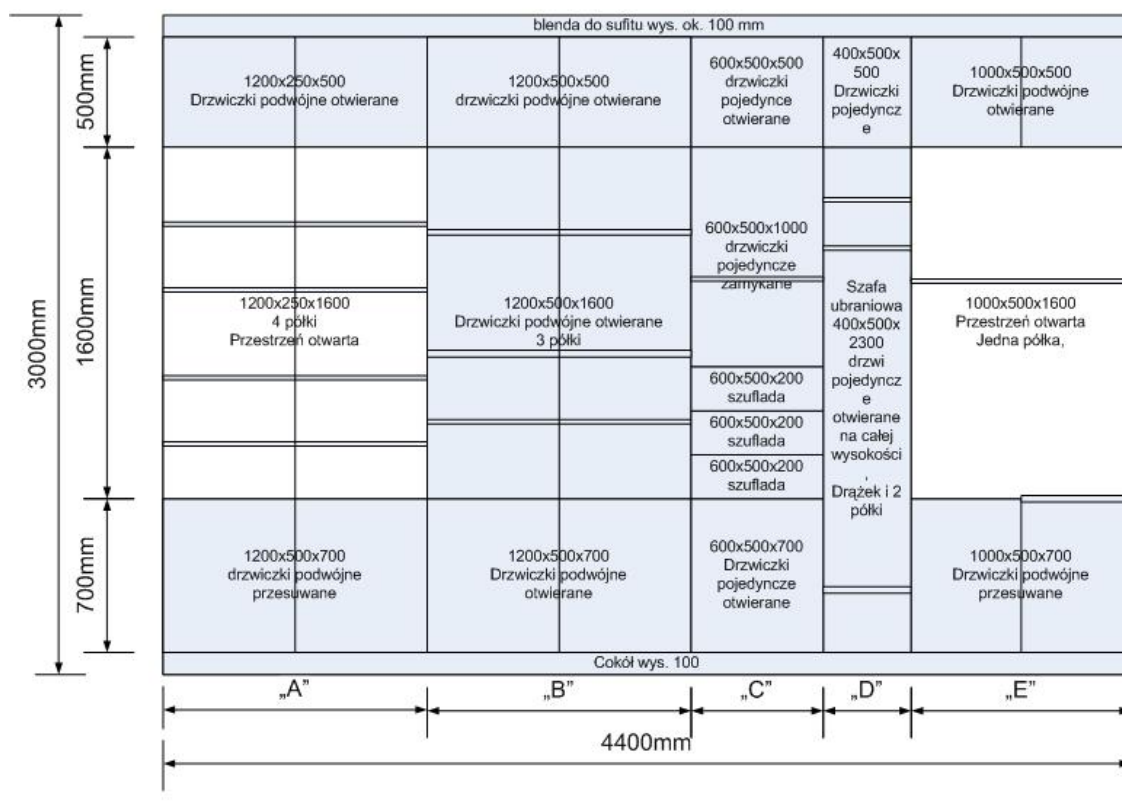 blenda do sufitu wys. ok. 100 mm
3000mm
500mm
1600mm
700mm
1200x250x500
Drzwiczki podwójne otwierane
1200x500x500
drzwiczki podwójne otwierane
600x500x500
drzwiczki
pojedynce
otwierane
400x500x
500
Drzwiczki
pojedyncz
e
1000x500x500
Drzwiczki podwójne
otwierane
1200x250x1600
4 półki
Przestrzeń otwarta
1200x500x1600
Drzwiczki podwójne otwierane
3 półki
600x500x1000
drzwiczki
pojedyncze
zamykane
600x500x200
szuflada
600x500x200
szuflada
600x500x200
szuflada
Szafa
ubraniowa
400x500x
2300
drzwi
pojedyncz
e
otwierane
na całej
wysokości
,
Drążek i 2
półki
1000x500x1600
Przestrzeń otwarta
Jedna półka,
1200x500x700
drzwiczki podwójne
przesuwane
1200x500x700
Drzwiczki podwójne
otwierane
600x500x700
Drzwiczki
pojedyncze
otwierane
1000x500x700
Drzwiczki podwójne
przesuwane
Cokół wys. 100
„A”
„B”
„C”
„D”
„E”
4400mm